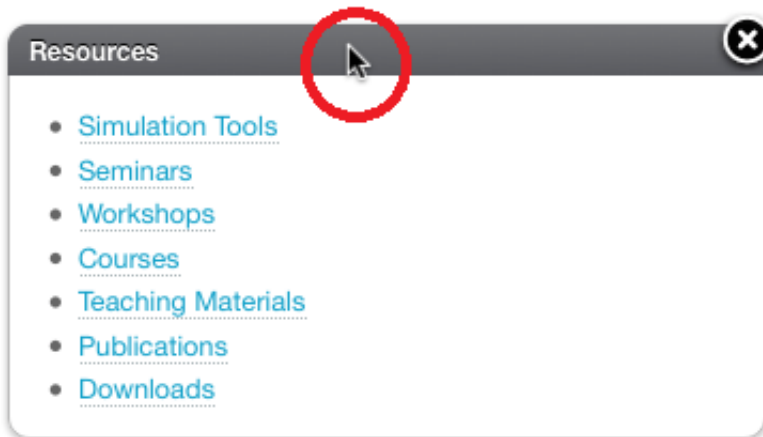 Resources
Simulation Tools
Seminars
Workshops
Courses
Teaching Materials
Publications
Downloads